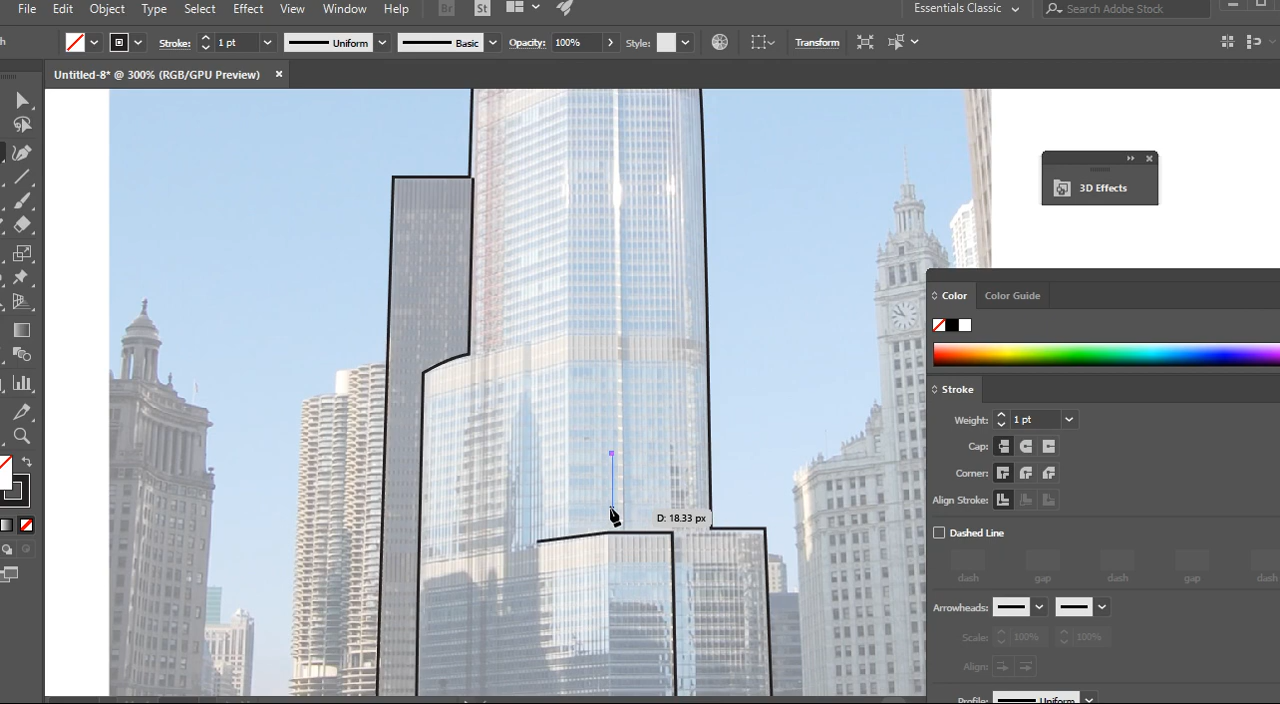 File Edit Object Type Select Effect View Window Help Br St Essentials Classic Search Adobe Stock
h Stroke: 1 pt Uniform Basic Opacity: 100% Style: Transform
Untitled-8* @ 300% (RGB/GPU Preview) ×
3D Effects
Color Color Guide
Stroke
Weight: 1 pt
Cap:
Corner:
Align Stroke:
D: 18.33 px
Dashed Line
dash gap dash gap dash
Arrowheads:
Scale: 100% 100%
Align:
Profile: Uniform